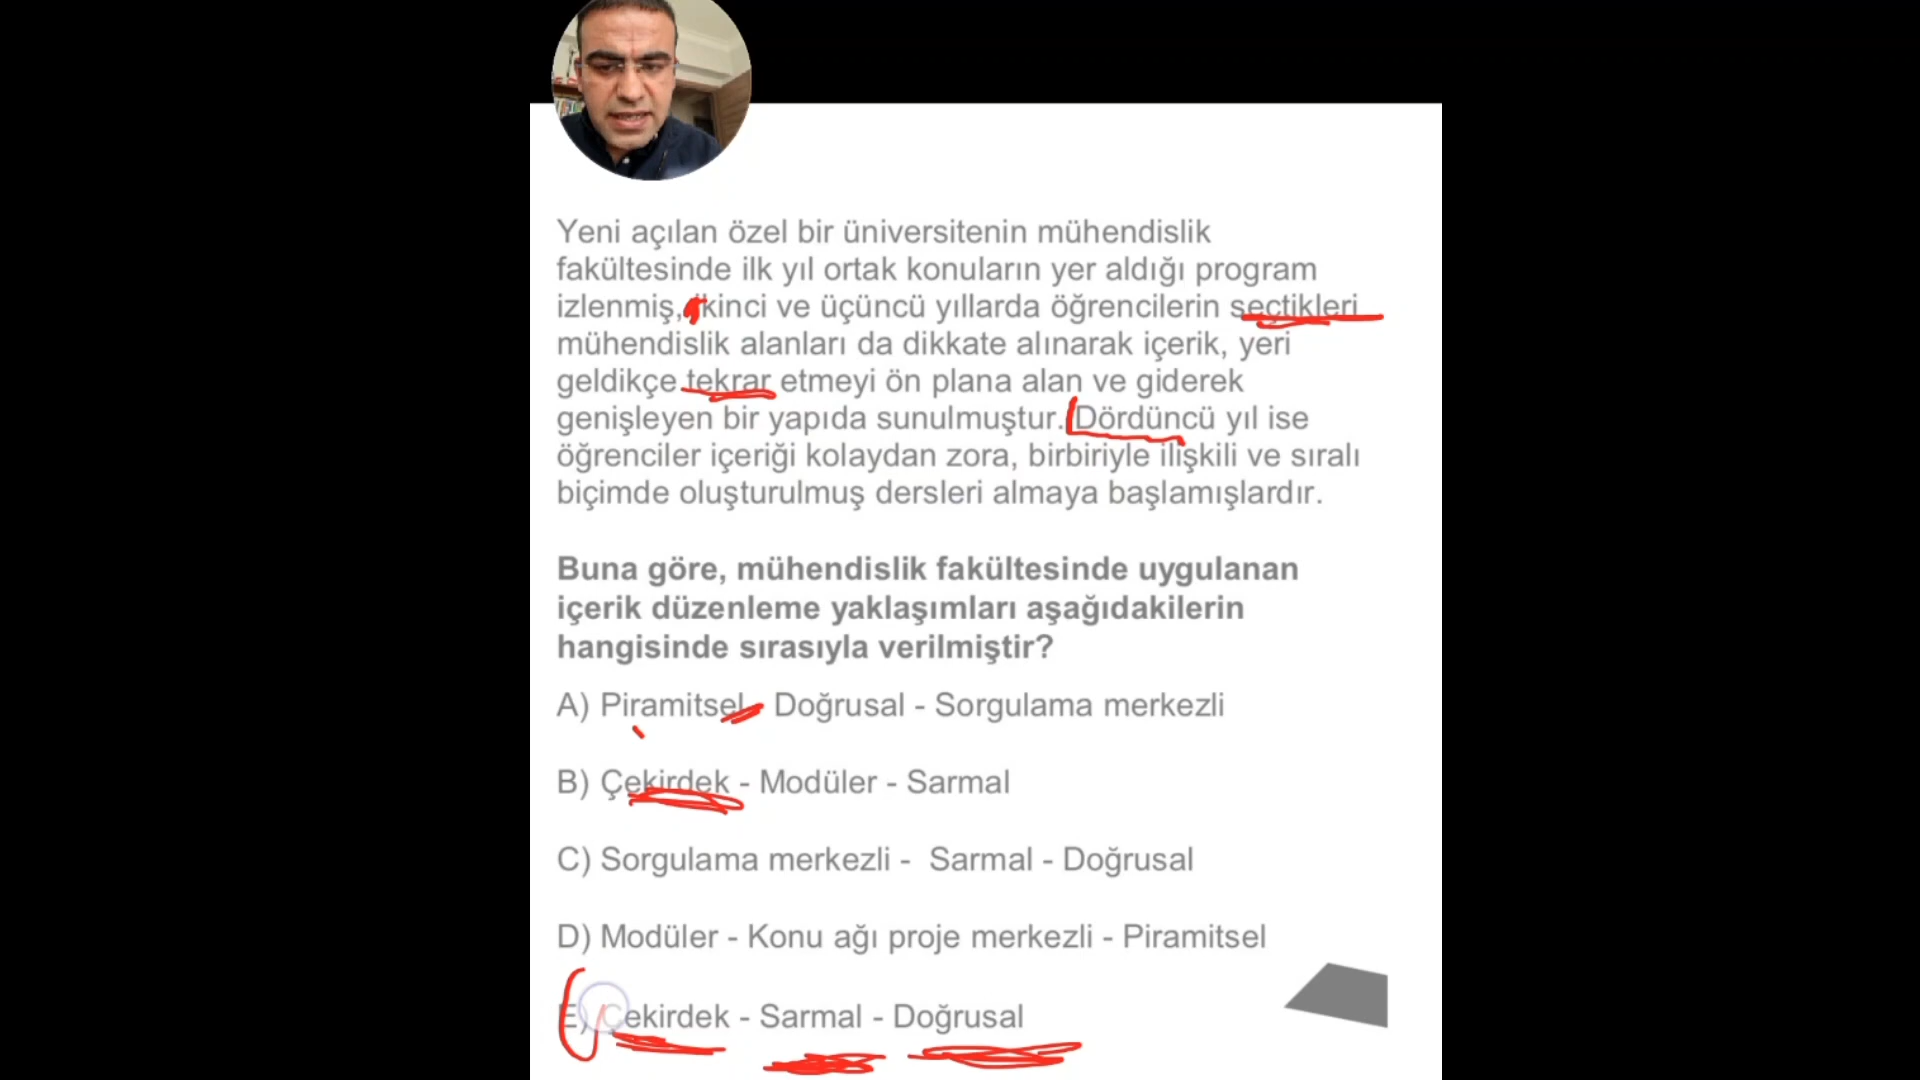 Yeni açılan özel bir üniversitenin mühendislik
fakültesinde ilk yıl ortak konuların yer aldığı program
izlenmiş, ikinci ve üçüncü yıllarda öğrencilerin seçtikleri
mühendislik alanları da dikkate alınarak içerik, yeri
geldikçe tekrar etmeyi ön plana alan ve giderek
genişleyen bir yapıda sunulmuştur. Dördüncü yıl ise
öğrenciler içeriği kolaydan zora, birbiriyle ilişkili ve sıralı
biçimde oluşturulmuş dersleri almaya başlamışlardır.
Buna göre, mühendislik fakültesinde uygulanan
içerik düzenleme yaklaşımları aşağıdakilerin
hangisinde sırasıyla verilmiştir?
A) Piramitsel - Doğrusal - Sorgulama merkezli
B) Çekirdek - Modüler - Sarmal
C) Sorgulama merkezli - Sarmal - Doğrusal
D) Modüler - Konu ağı proje merkezli - Piramitsel
E) Çekirdek - Sarmal - Doğrusal